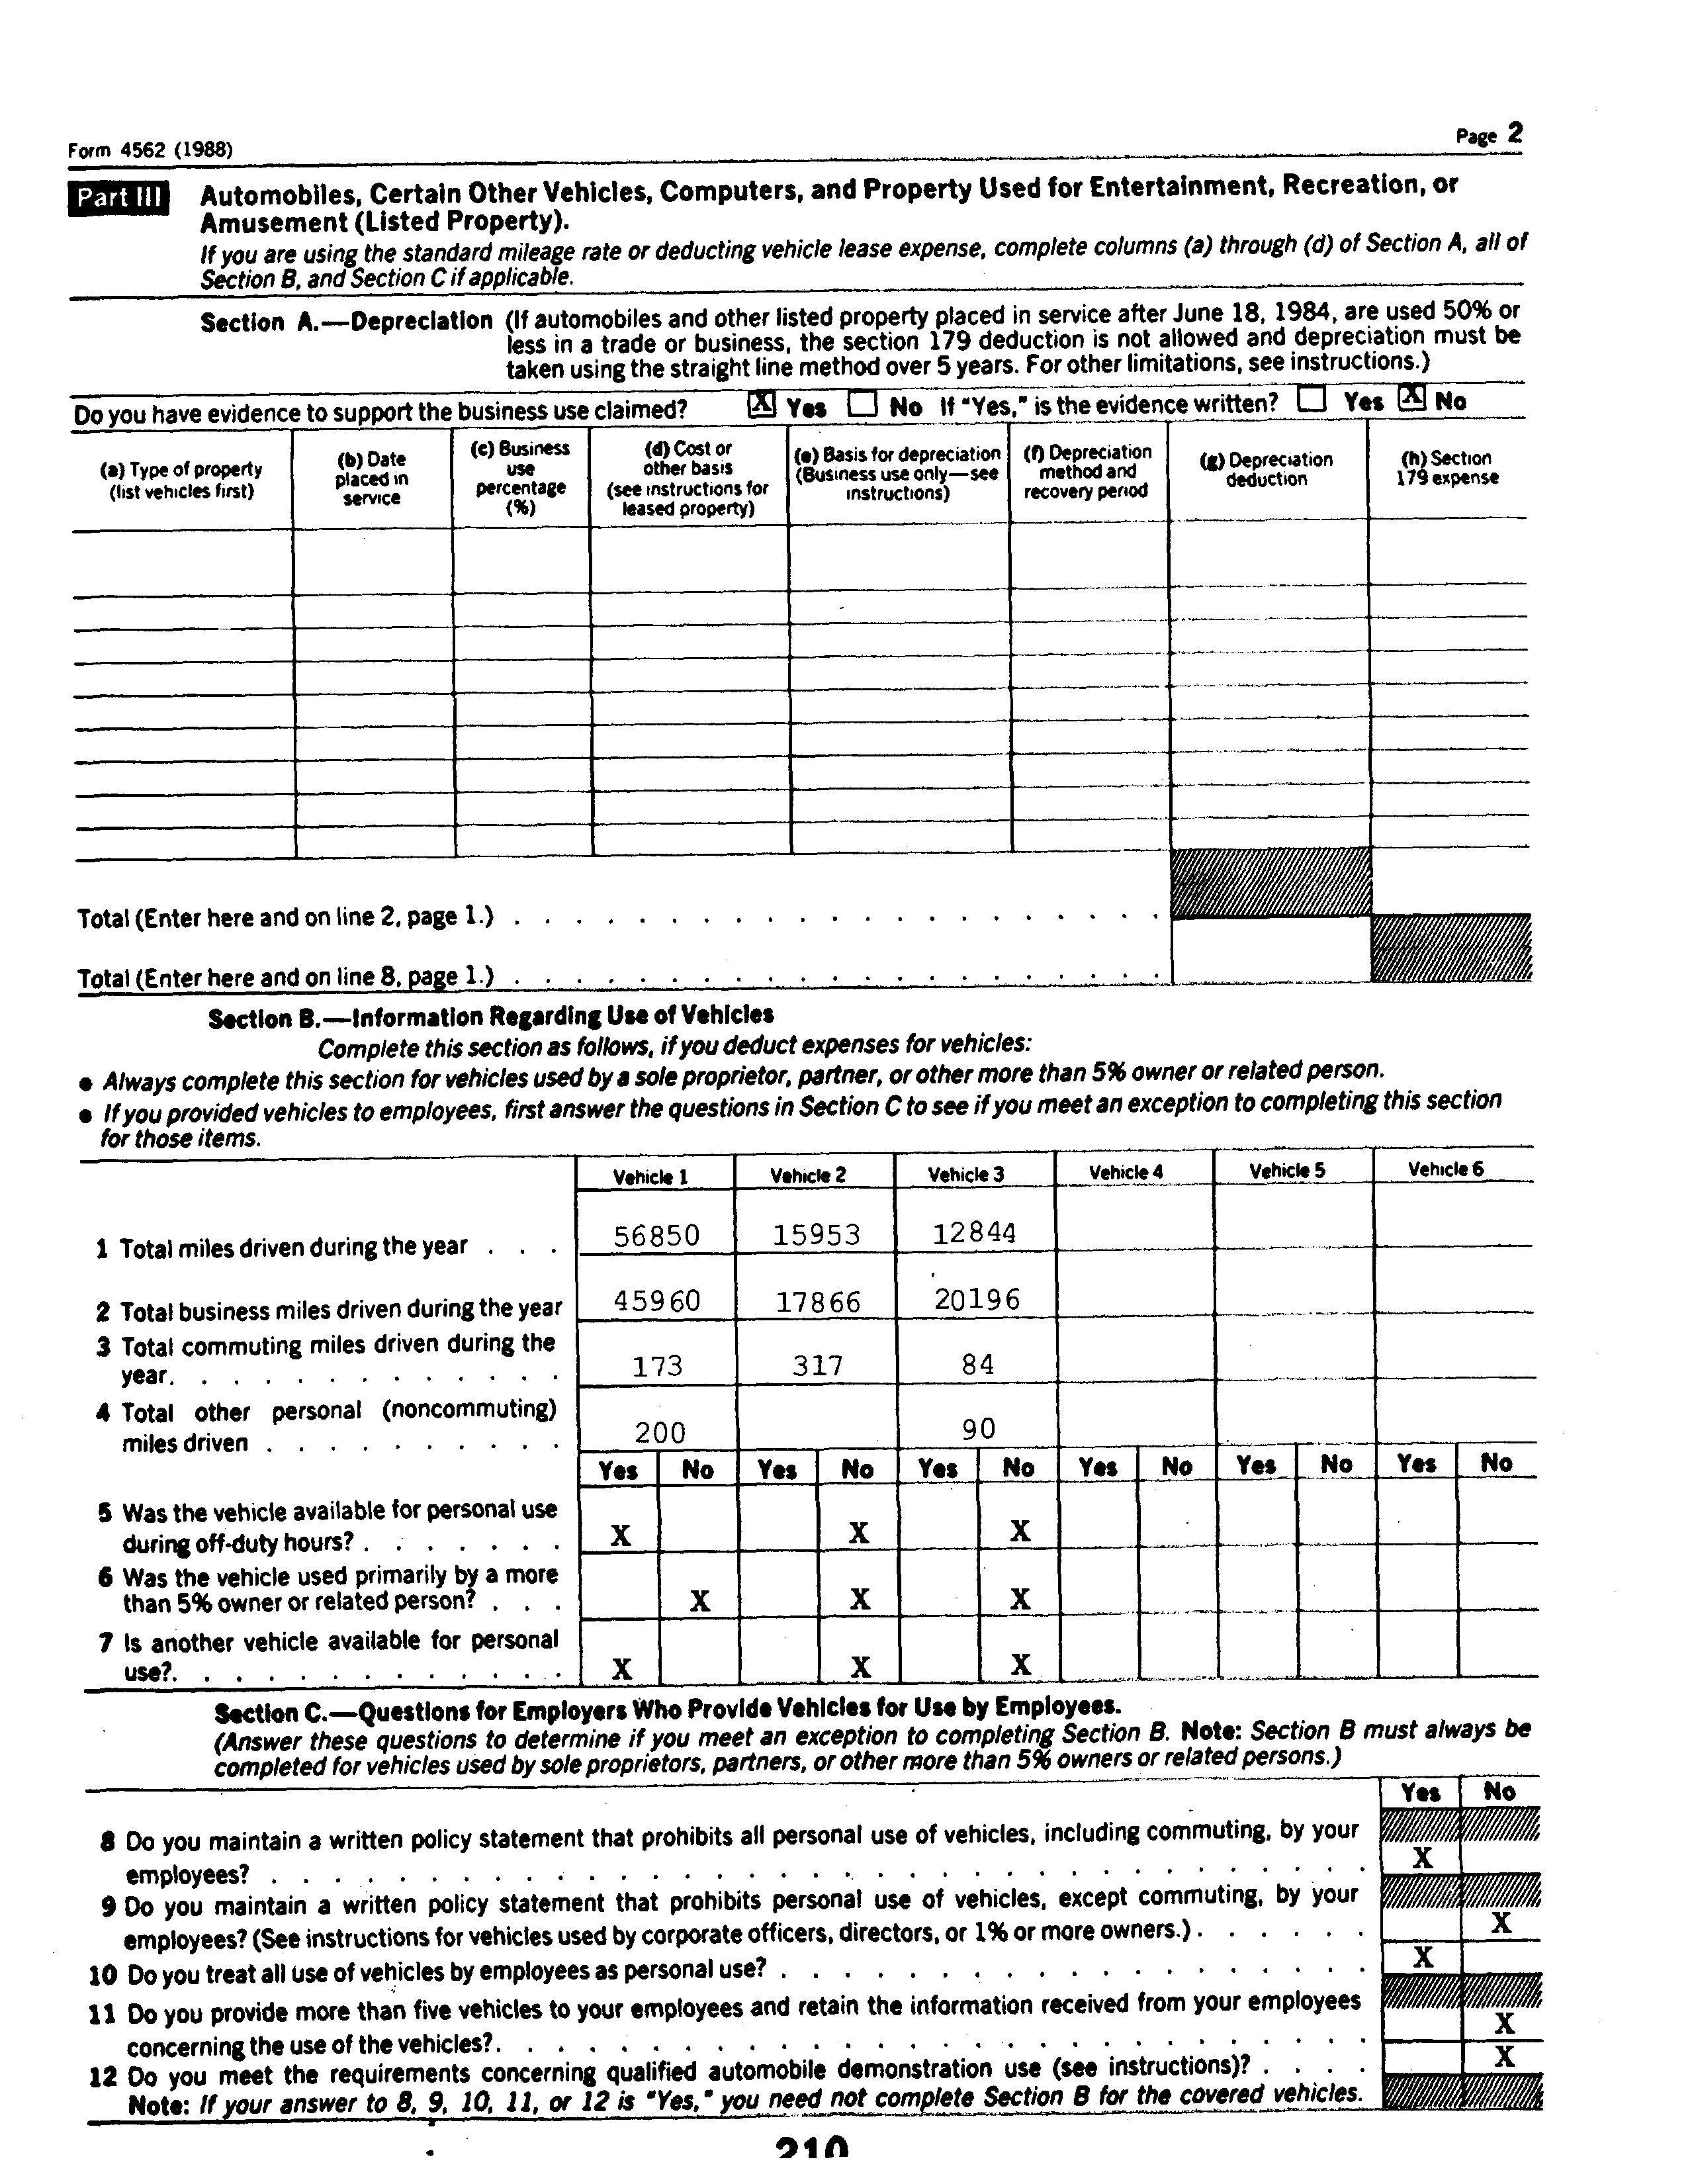 Form 4562 (1988)
Page 2
Part III
Automobiles, Certain Other Vehicles, Computers, and Property Used for Entertainment, Recreation, or
Amusement (Listed Property).
If you are using the standard mileage rate or deducting vehicle lease expense, complete columns (a) through (d) of Section A, all of
Section B, and Section C if applicable.
Section A.—Depreciation (If automobiles and other listed property placed in service after June 18, 1984, are used 50% or
less in a trade or business, the section 179 deduction is not allowed and depreciation must be
taken using the straight line method over 5 years. For other limitations, see instructions.)
Do you have evidence to support the business use claimed? X Yes No If "Yes," is the evidence written? Yes X No
(a) Type of property
(list vehicles first)
(b) Date
placed in
service
(c) Business
use
percentage
(%)
(d) Cost or
other basis
(see instructions for
leased property)
(e) Basis for depreciation
(Business use only—see
instructions)
(f) Depreciation
method and
recovery period
(g) Depreciation
deduction
(h) Section
179 expense
Total (Enter here and on line 2, page 1.) . . . . . . . . . . . . . . . . . . . . .
Total (Enter here and on line 8, page 1.) . . . . . . . . . . . . . . . . . . . . .
Section B.—Information Regarding Use of Vehicles
Complete this section as follows, if you deduct expenses for vehicles:
● Always complete this section for vehicles used by a sole proprietor, partner, or other more than 5% owner or related person.
● If you provided vehicles to employees, first answer the questions in Section C to see if you meet an exception to completing this section
for those items.
Vehicle 1 Vehicle 2 Vehicle 3 Vehicle 4 Vehicle 5 Vehicle 6
1 Total miles driven during the year . . . 56850 15953 12844
2 Total business miles driven during the year 45960 17866 20196
3 Total commuting miles driven during the
year. . . . . . . . . . . . . 173 317 84
4 Total other personal (noncommuting)
miles driven . . . . . . . . . . 200 90
Yes No Yes No Yes No Yes No Yes No Yes No
5 Was the vehicle available for personal use
during off-duty hours? . . . . . . . X X X
6 Was the vehicle used primarily by a more
than 5% owner or related person? . . . X X X
7 Is another vehicle available for personal
use?. . . . . . . . . . . . . X X X
Section C.—Questions for Employers Who Provide Vehicles for Use by Employees.
(Answer these questions to determine if you meet an exception to completing Section B. Note: Section B must always be
completed for vehicles used by sole proprietors, partners, or other more than 5% owners or related persons.)
Yes No
8 Do you maintain a written policy statement that prohibits all personal use of vehicles, including commuting, by your
employees? . . . . . . . . . . . . . . . . . . . . . . . . . . . . . . . . . . . X
9 Do you maintain a written policy statement that prohibits personal use of vehicles, except commuting, by your
employees? (See instructions for vehicles used by corporate officers, directors, or 1% or more owners.) . . . . . . X
10 Do you treat all use of vehicles by employees as personal use? . . . . . . . . . . . . . . . . . . . X
11 Do you provide more than five vehicles to your employees and retain the information received from your employees
concerning the use of the vehicles?. . . . . . . . . . . . . . . . . . . . . . . . . . . . X
12 Do you meet the requirements concerning qualified automobile demonstration use (see instructions)? . . . . X
Note: If your answer to 8, 9, 10, 11, or 12 is "Yes," you need not complete Section B for the covered vehicles.
210